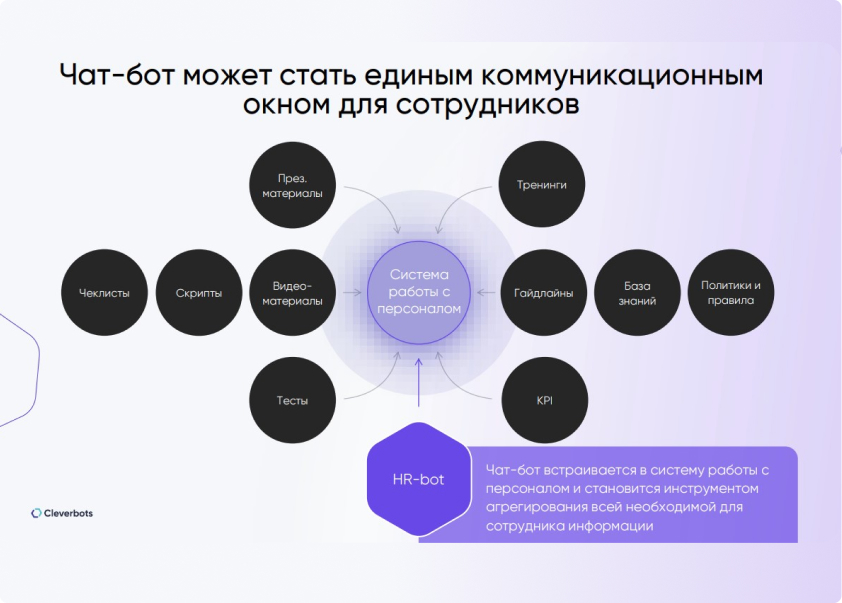 Чат-бот может стать единым коммуникационным
окном для сотрудников
През.
материалы
Тренинги
Чеклисты
Скрипты
Видео-
материалы
Система
работы с
персоналом
Гайдлайны
База
знаний
Политики и
правила
Тесты
KPI
HR-bot
Чат-бот встраивается в систему работы с
персоналом и становится инструментом
агрегирования всей необходимой для
сотрудника информации
Cleverbots